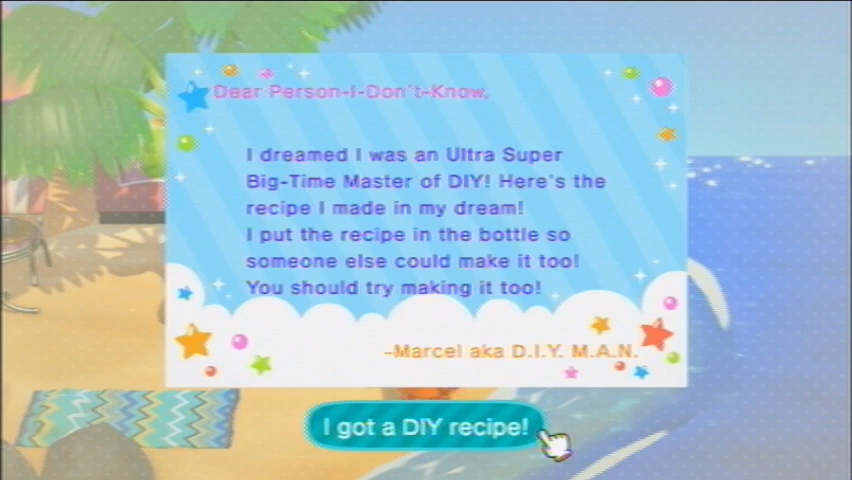 Dear Person-I-Don't-Know,
I dreamed I was an Ultra Super
Big-Time Master of DIY! Here's the
recipe I made in my dream!
I put the recipe in the bottle so
someone else could make it too!
You should try making it too!
-Marcel aka D.I.Y. M.A.N.
I got a DIY recipe!